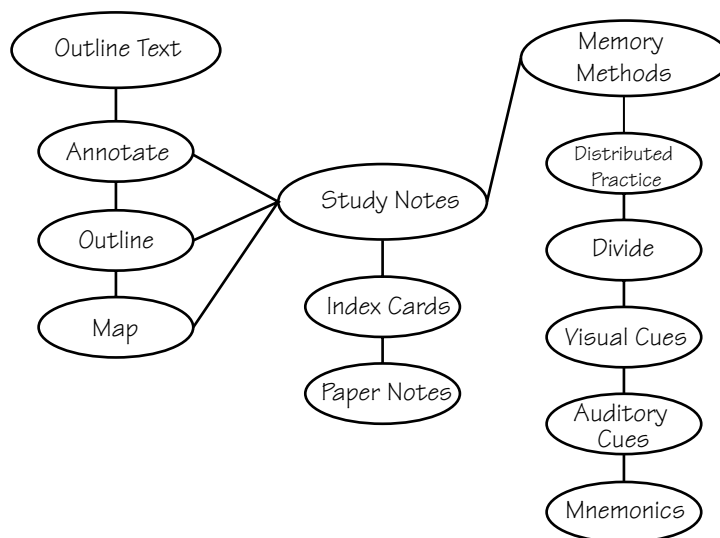 Outline Text
Annotate
Outline
Map
Study Notes
Index Cards
Paper Notes
Memory
Methods
Distributed
Practice
Divide
Visual Cues
Auditory
Cues
Mnemonics